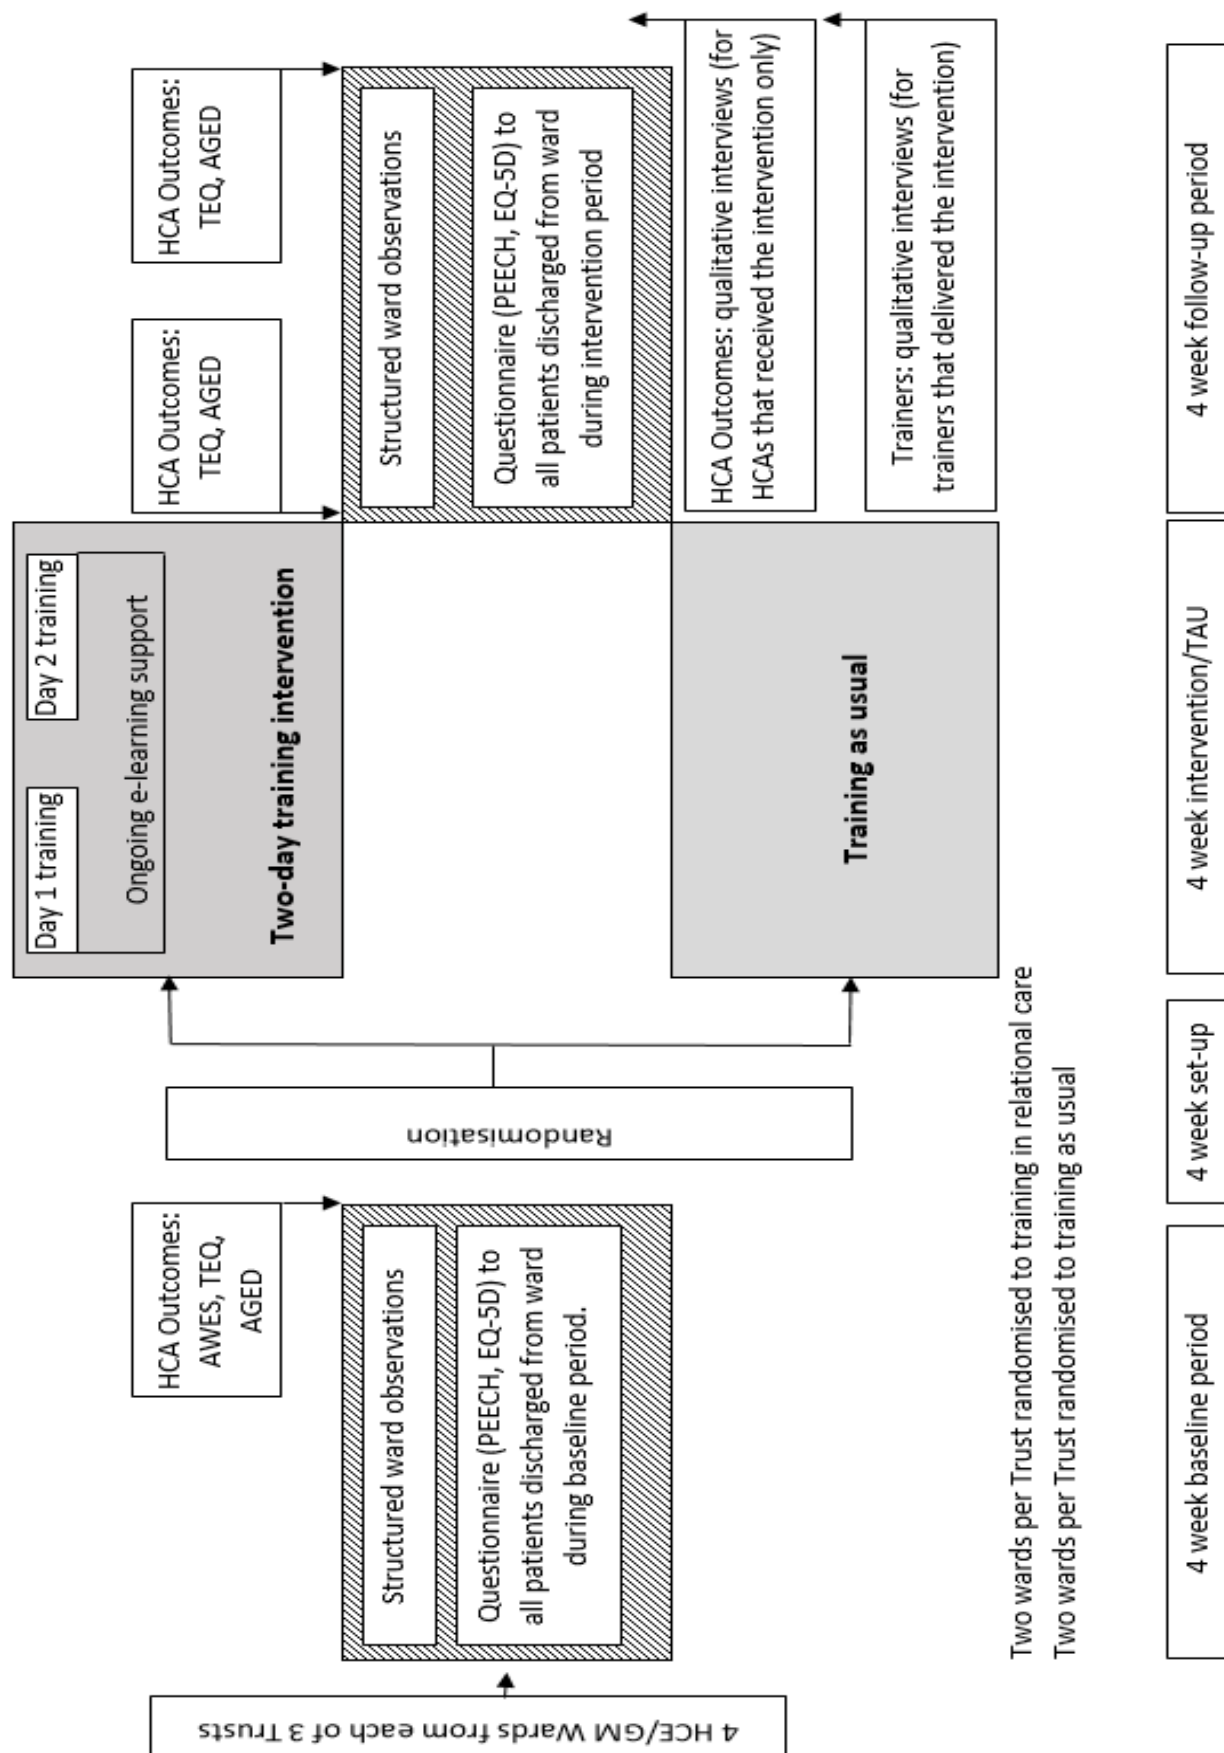 4 HCE/GM Wards from each of 3 Trusts
HCA Outcomes:
AWES, TEQ,
AGED
Structured ward observations
Questionnaire (PEECH, EQ-5D) to
all patients discharged from ward
during baseline period.
Randomisation
Day 1 training
Day 2 training
Ongoing e-learning support
Two-day training intervention
Training as usual
HCA Outcomes:
TEQ, AGED
HCA Outcomes:
TEQ, AGED
Structured ward observations
Questionnaire (PEECH, EQ-5D) to
all patients discharged from ward
during intervention period
HCA Outcomes: qualitative interviews (for
HCAs that received the intervention only)
Trainers: qualitative interviews (for
trainers that delivered the intervention)
Two wards per Trust randomised to training in relational care
Two wards per Trust randomised to training as usual
4 week baseline period
4 week set-up
4 week intervention/TAU
4 week follow-up period